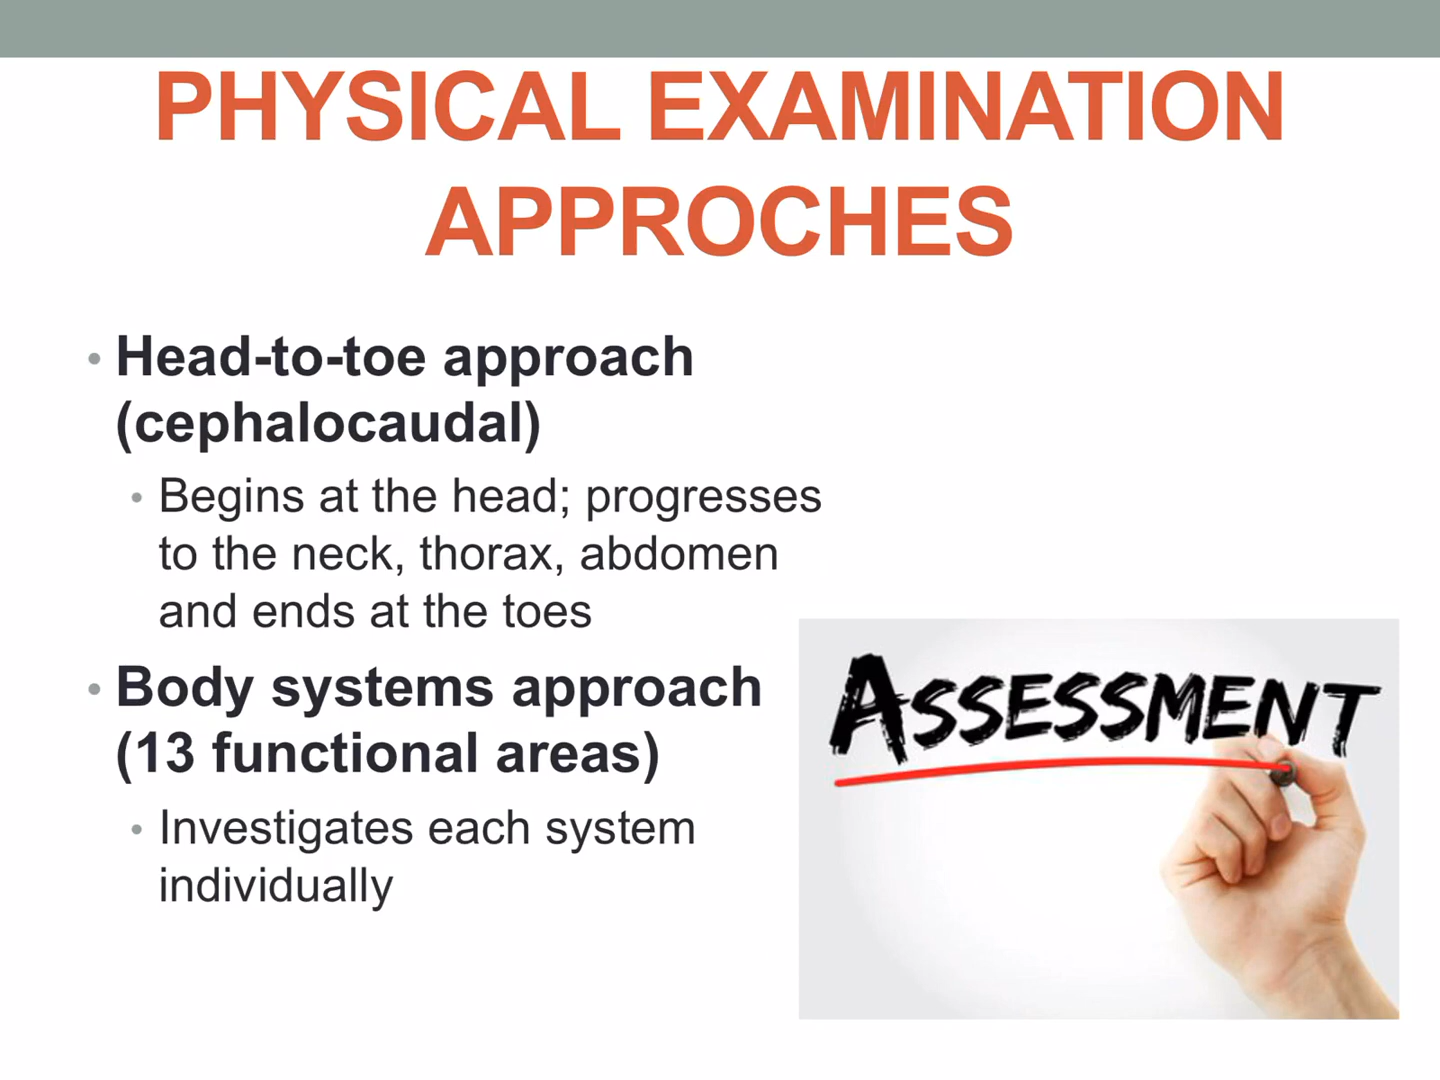 PHYSICAL EXAMINATION
APPROCHES
• Head-to-toe approach
(cephalocaudal)
• Begins at the head; progresses
to the neck, thorax, abdomen
and ends at the toes
• Body systems approach
(13 functional areas)
• Investigates each system
individually
ASSESSMENT